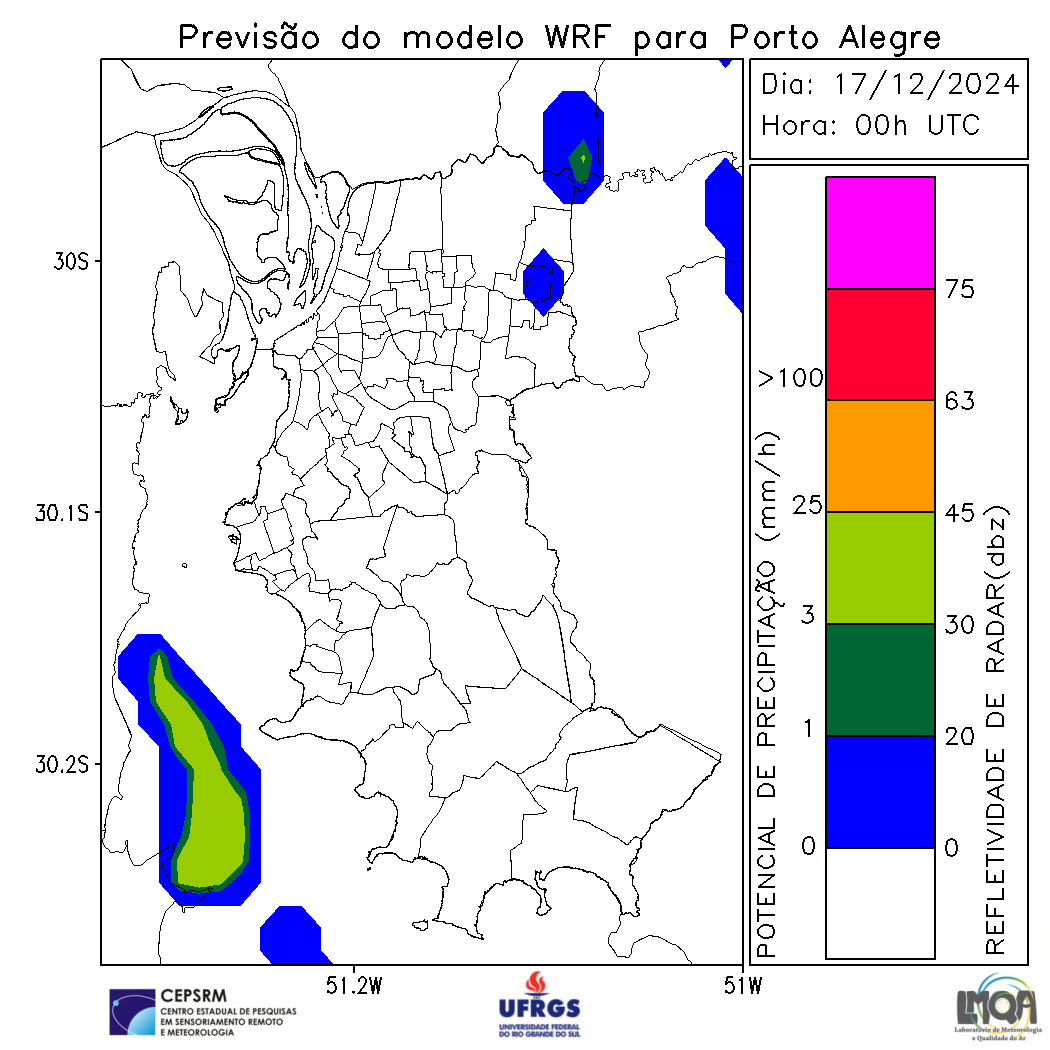 Previsão do modelo WRF para Porto Alegre
Dia: 17/12/2024
Hora: 00h UTC
30S
30.1S
30.2S
51.2W
51W
POTENCIAL DE PRECIPITAÇÃO (mm/h)
>100
25
3
1
0
75
63
45
30
20
0
REFLETIVIDADE DE RADAR(dbz)
CEPSRM
CENTRO ESTADUAL DE PESQUISAS
EM SENSORIAMENTO REMOTO
E METEOROLOGIA
UFRGS
UNIVERSIDADE FEDERAL
DO RIO GRANDE DO SUL
LMQA
Laboratório de Meteorologia
e Qualidade do Ar